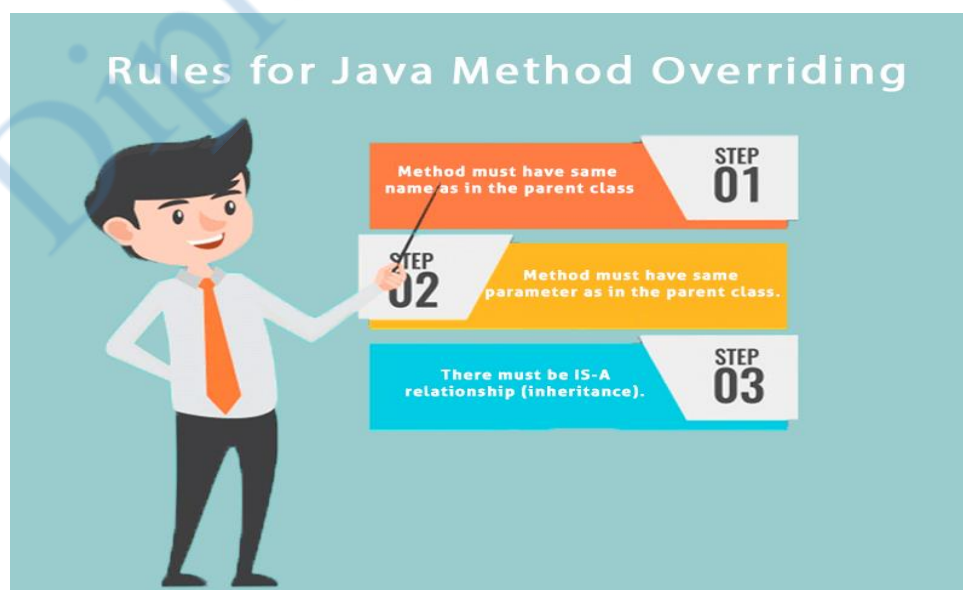 Rules for Java Method Overriding
Method must have same
name as in the parent class
STEP
01
STEP
02
Method must have same
parameter as in the parent class.
There must be IS-A
relationship (inheritance).
STEP
03